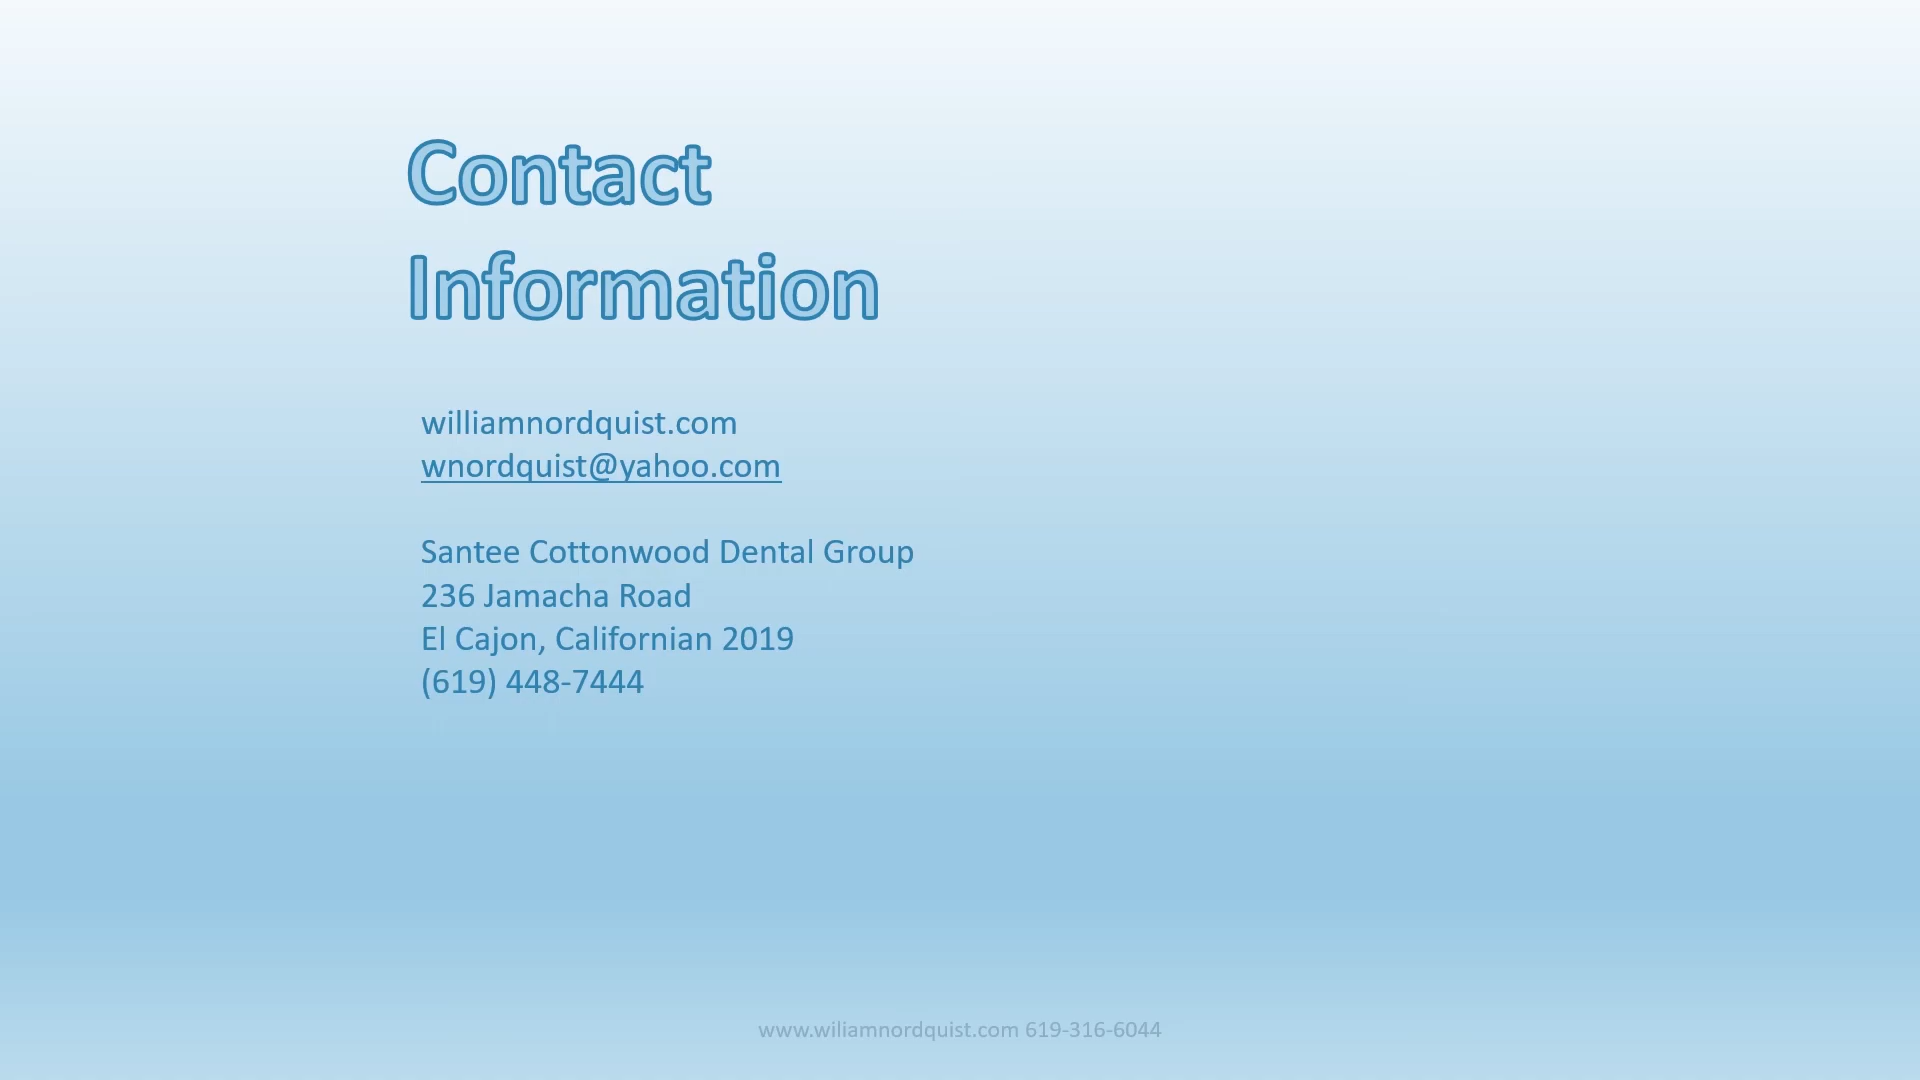 Contact
Information
williamnordquist.com
wnordquist@yahoo.com
Santee Cottonwood Dental Group
236 Jamacha Road
El Cajon, Californian 2019
(619) 448-7444
www.wiliamnordquist.com 619-316-6044